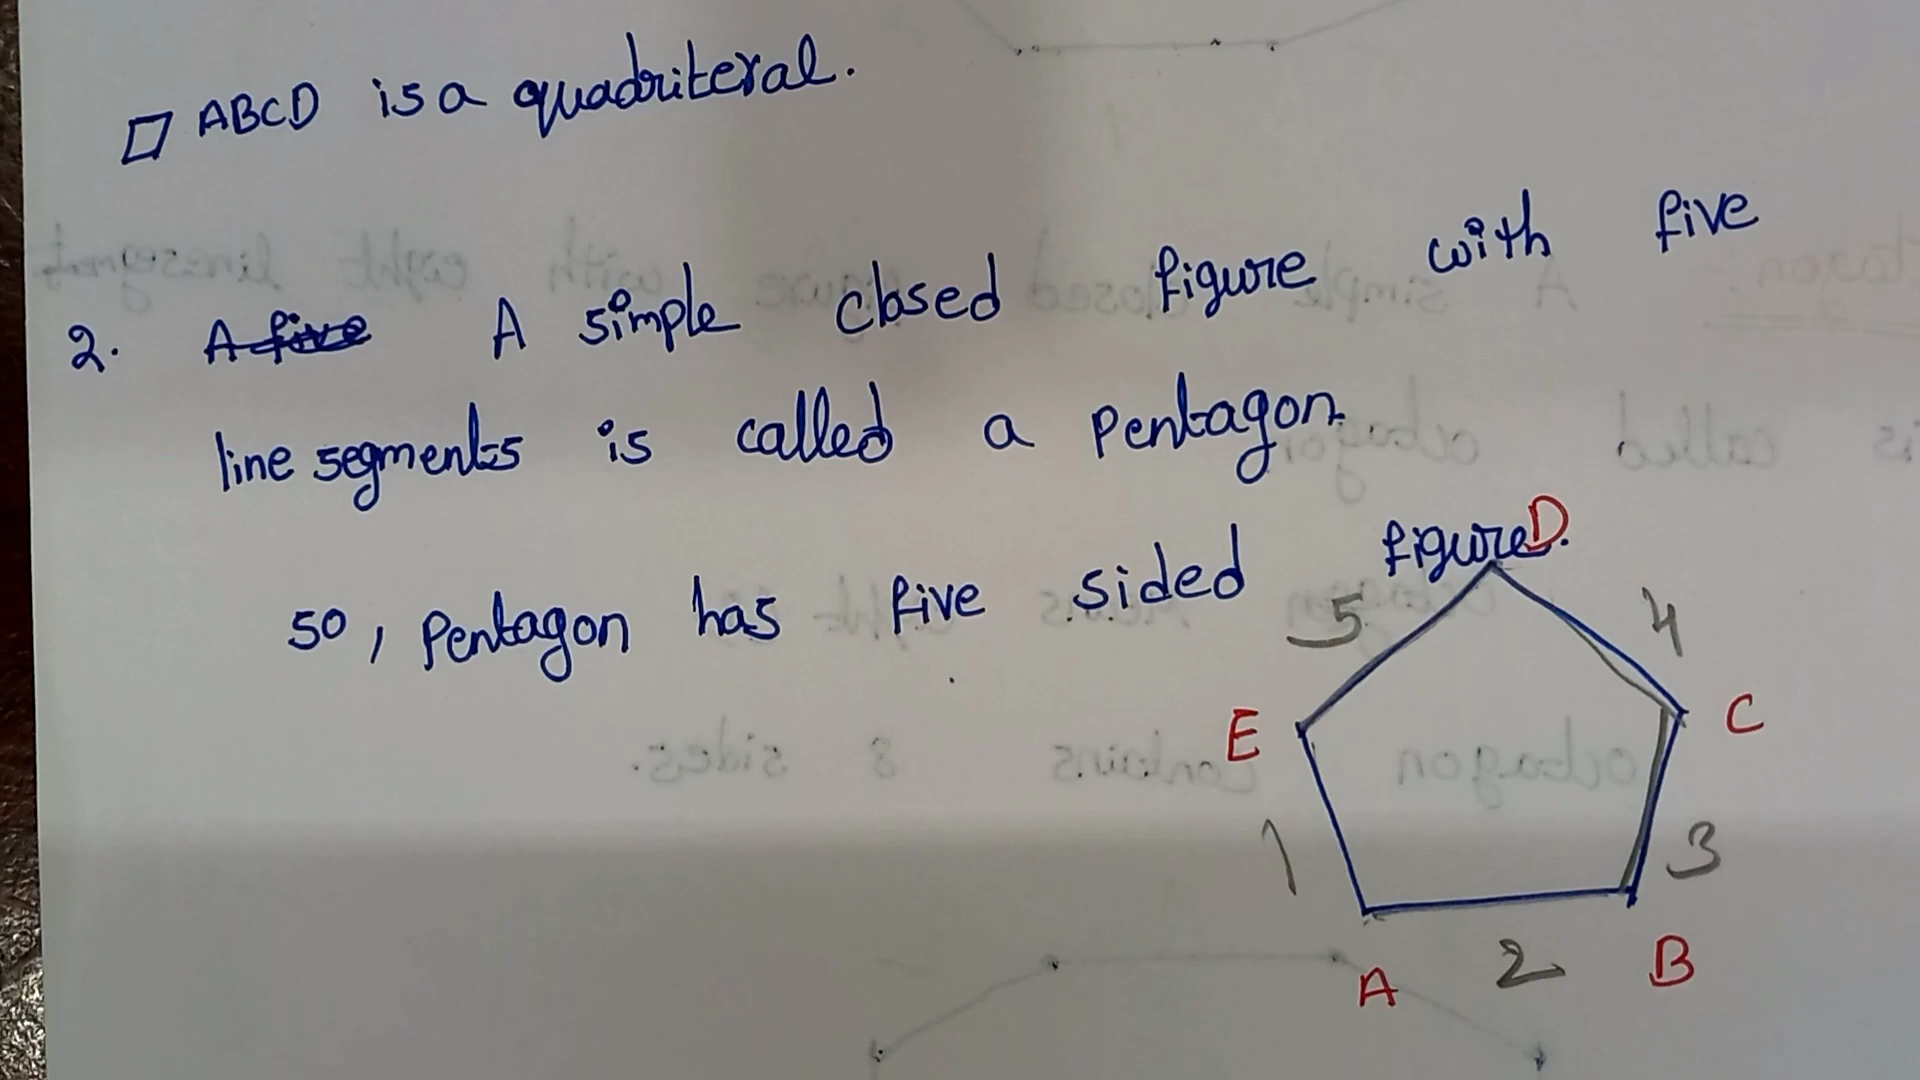 ▱ ABCD is a quadriteral.
2. A five A simple closed figure with five
line segments is called a pentagon.
so, pentagon has five sided figure.
D
5
4
E
C
1
3
A
2
B